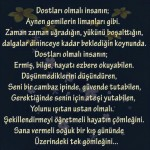 Dostları olmalı insanın;
Aynen gemilerin limanları gibi.
Zaman zaman uğradığın, yükünü boşalttığın,
dalgalar dininceye kadar beklediğin koynunda.
Dostları olmalı insanın;
Ermiş, bilge, hayatı ezbere okuyabilen.
Düşünmediklerini düşündüren,
Seni bir cambaz ipinde, güvende tutabilen,
Gerektiğinde senin için ateşi yutabilen,
Yolunu ışıtan ustan olmalı.
Şekillendirmeyi öğretmeli hayatın çömleğini.
Sana vermeli soğuk bir kış gününde
Üzerindeki tek gömleğini...